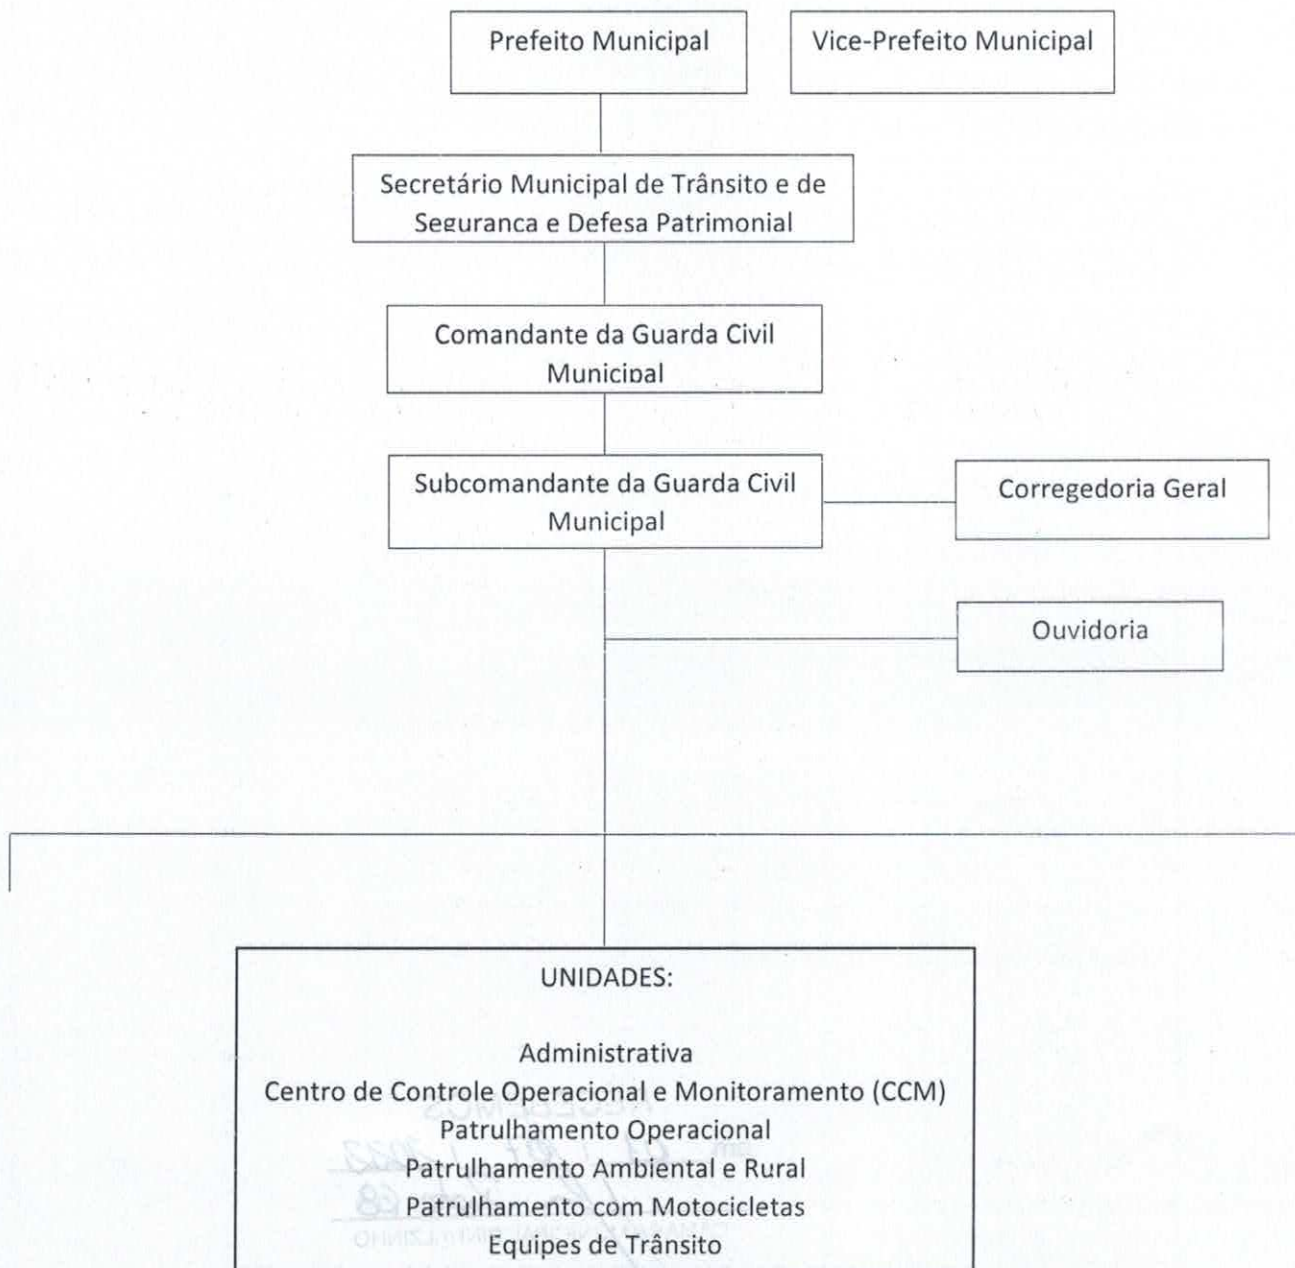 Prefeito Municipal
Vice-Prefeito Municipal
Secretário Municipal de Trânsito e de
Segurança e Defesa Patrimonial
Comandante da Guarda Civil
Municipal
Subcomandante da Guarda Civil
Municipal
Corregedoria Geral
Ouvidoria
UNIDADES:
Administrativa
Centro de Controle Operacional e Monitoramento (CCM)
Patrulhamento Operacional
Patrulhamento Ambiental e Rural
Patrulhamento com Motocicletas
Equipes de Trânsito
RECEBEMOS